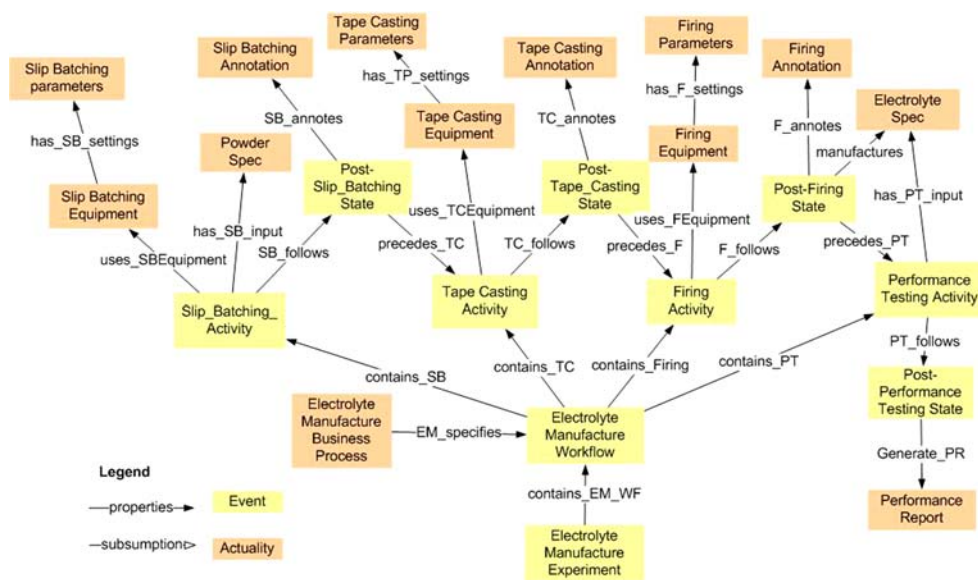 Tape Casting
Parameters
Slip Batching
Annotation
Tape Casting
Annotation
Firing
Parameters
Firing
Annotation
Slip Batching
parameters
has_TP_settings
Electrolyte
Spec
SB_annotes
TC_annotes
has_F_settings
F_annotes
Tape Casting
Equipment
has_SB_settings
Powder
Spec
Firing
Equipment
manufactures
Post-
Slip_Batching
State
Post-
Tape_Casting
State
Post-Firing
State
Slip Batching
Equipment
has_PT_input
uses_TCEquipment
uses_FEquipment
has_SB_input
SB_follows
precedes_TC
TC_follows
precedes_F
F_follows
precedes_PT
uses_SBEquipment
Slip_Batching_
Activity
Tape Casting
Activity
Firing
Activity
Performance
Testing Activity
PT_follows
contains_SB
contains_TC
contains_Firing
contains_PT
Post-
Performance
Testing State
Electrolyte
Manufacture
Business
Process
EM_specifies
Electrolyte
Manufacture
Workflow
Generate_PR
Legend
contains_EM_WF
properties
Event
Performance
Report
subsumption
Actuality
Electrolyte
Manufacture
Experiment